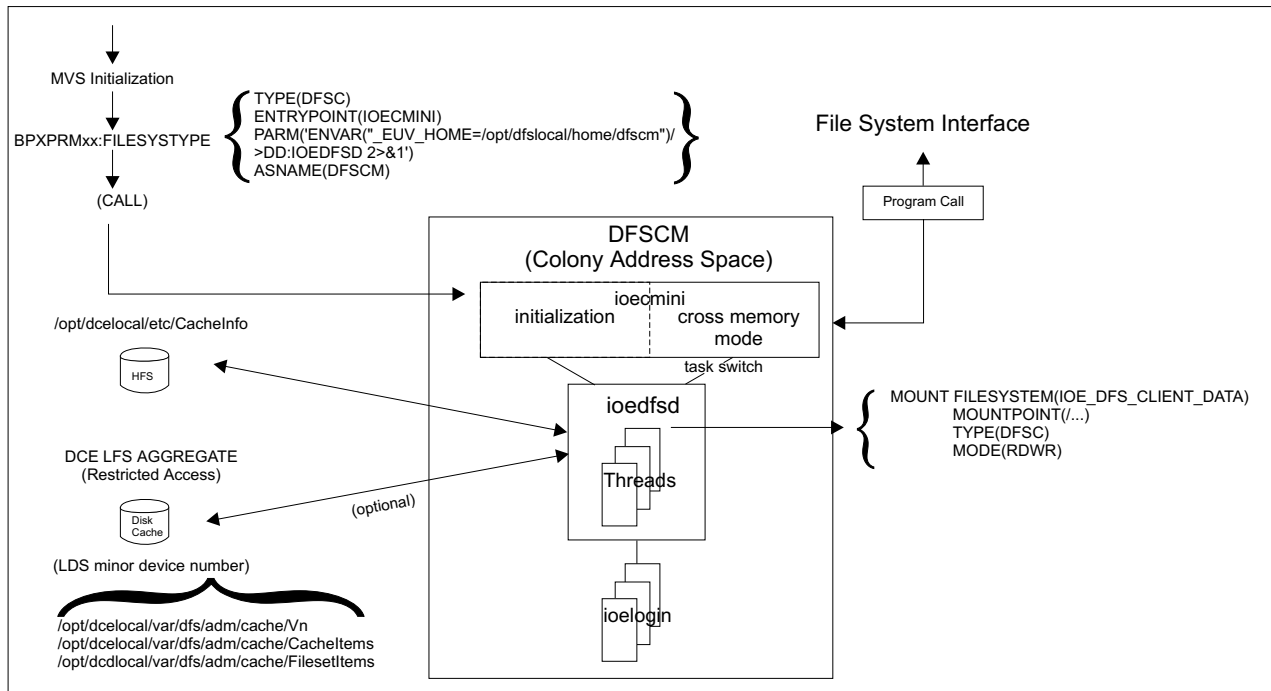 MVS Initialization
BPXPRMxx:FILESYSTYPE
TYPE(DFSC)
ENTRYPOINT(IOECMINI)
PARM('ENVAR("_EUV_HOME=/opt/dfslocal/home/dfscm")/
>DD:IOEDFSD 2>&1')
ASNAME(DFSCM)
(CALL)
File System Interface
Program Call
DFSCM
(Colony Address Space)
ioecmini
initialization
cross memory
mode
task switch
/opt/dcelocal/etc/CacheInfo
HFS
ioedfsd
Threads
MOUNT FILESYSTEM(IOE_DFS_CLIENT_DATA)
MOUNTPOINT(/...)
TYPE(DFSC)
MODE(RDWR)
DCE LFS AGGREGATE
(Restricted Access)
Disk
Cache
(optional)
(LDS minor device number)
/opt/dcelocal/var/dfs/adm/cache/Vn
/opt/dcelocal/var/dfs/adm/cache/CacheItems
/opt/dcdlocal/var/dfs/adm/cache/FilesetItems
ioelogin